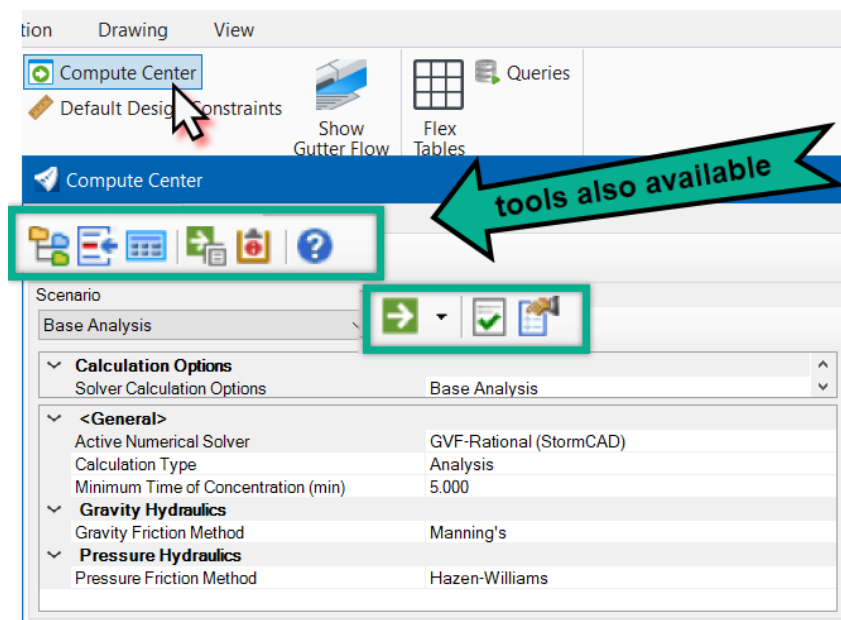 tion Drawing View
Compute Center
Queries
Default Design Constraints
Show
Gutter Flow
Flex
Tables
Compute Center
tools also available
Scenario
Base Analysis
Calculation Options
Solver Calculation Options Base Analysis
<General>
Active Numerical Solver GVF-Rational (StormCAD)
Calculation Type Analysis
Minimum Time of Concentration (min) 5.000
Gravity Hydraulics
Gravity Friction Method Manning's
Pressure Hydraulics
Pressure Friction Method Hazen-Williams